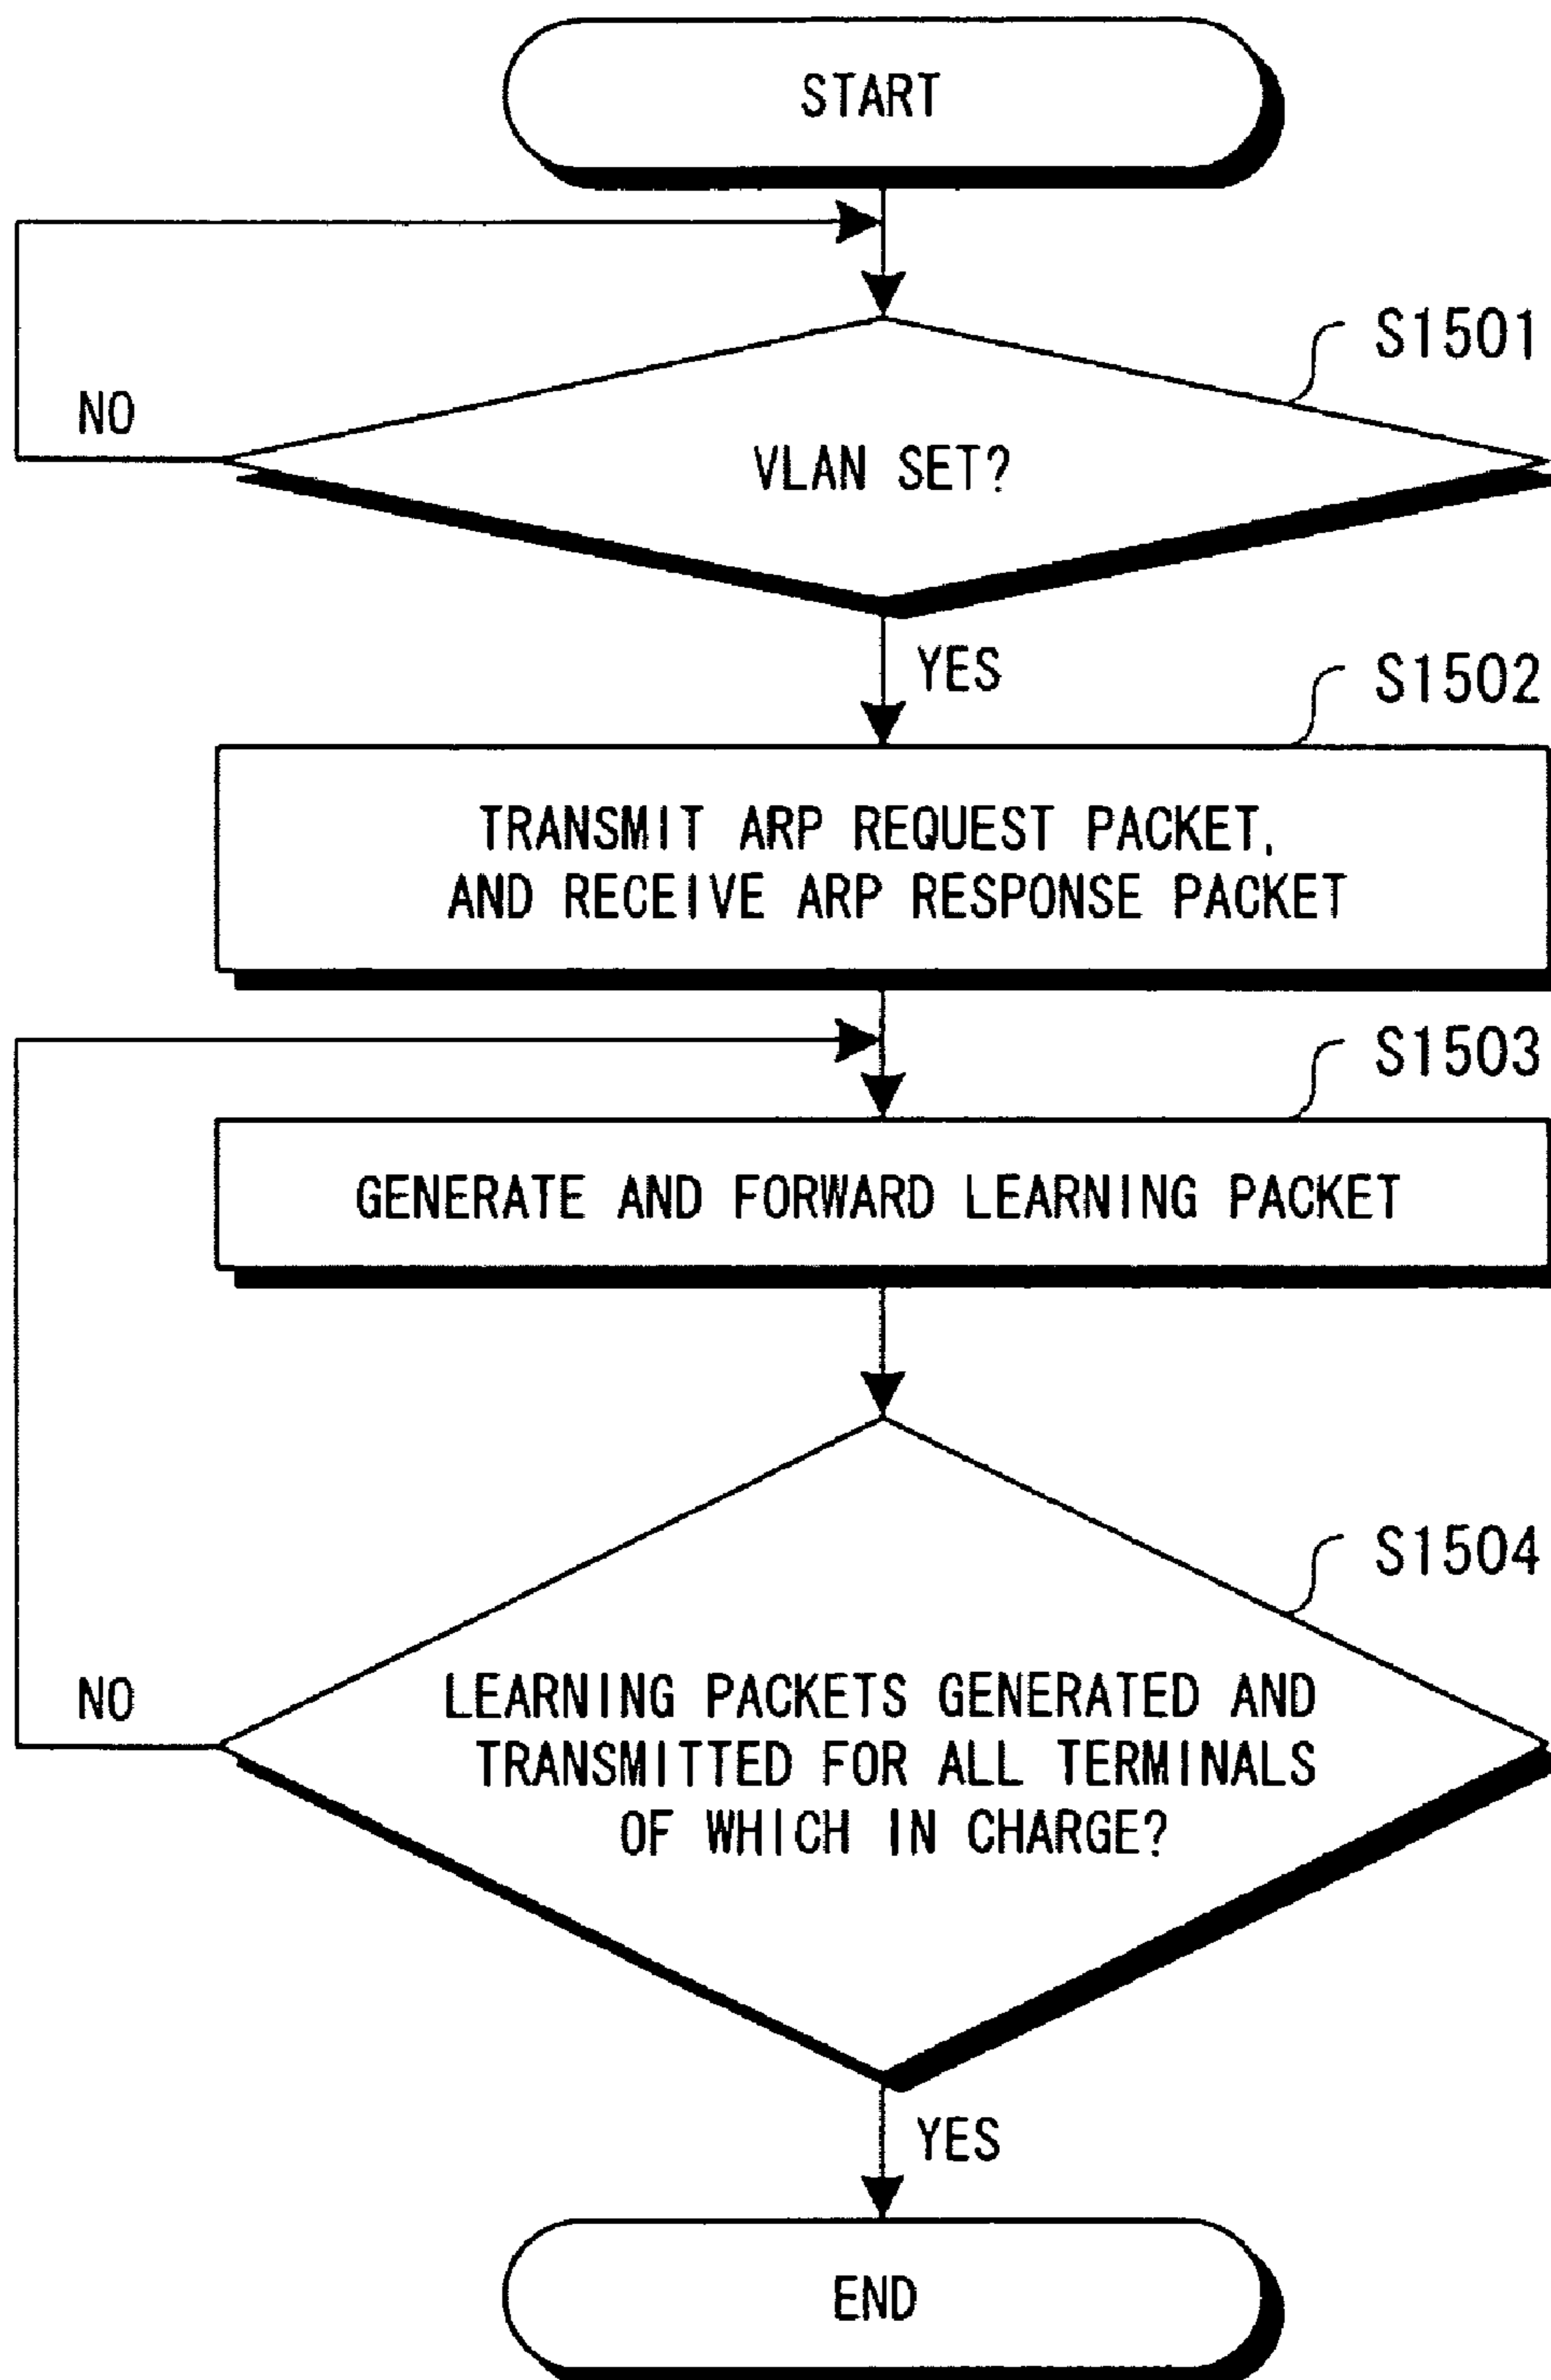 START
S1501
NO
VLAN SET?
YES
S1502
TRANSMIT ARP REQUEST PACKET,
AND RECEIVE ARP RESPONSE PACKET
S1503
GENERATE AND FORWARD LEARNING PACKET
S1504
NO
LEARNING PACKETS GENERATED AND
TRANSMITTED FOR ALL TERMINALS
OF WHICH IN CHARGE?
YES
END